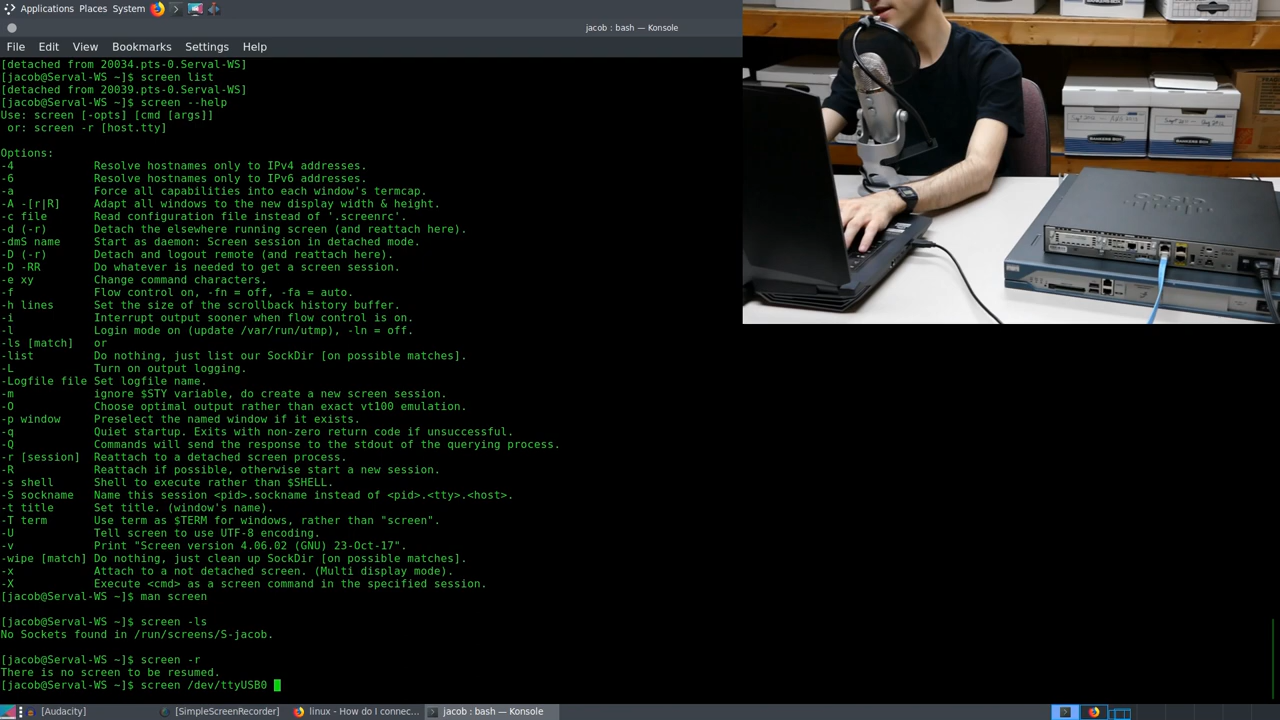 Applications Places System
jacob : bash — Konsole
File Edit View Bookmarks Settings Help
[detached from 20034.pts-0.Serval-WS]
[jacob@Serval-WS ~]$ screen list
[detached from 20039.pts-0.Serval-WS]
[jacob@Serval-WS ~]$ screen --help
Use: screen [-opts] [cmd [args]]
or: screen -r [host.tty]
Options:
-4 Resolve hostnames only to IPv4 addresses.
-6 Resolve hostnames only to IPv6 addresses.
-a Force all capabilities into each window's termcap.
-A -[r|R] Adapt all windows to the new display width & height.
-c file Read configuration file instead of '.screenrc'.
-d (-r) Detach the elsewhere running screen (and reattach here).
-dmS name Start as daemon: Screen session in detached mode.
-D (-r) Detach and logout remote (and reattach here).
-D -RR Do whatever is needed to get a screen session.
-e xy Change command characters.
-f Flow control on, -fn = off, -fa = auto.
-h lines Set the size of the scrollback history buffer.
-i Interrupt output sooner when flow control is on.
-l Login mode on (update /var/run/utmp), -ln = off.
-ls [match] or
-list Do nothing, just list our SockDir [on possible matches].
-L Turn on output logging.
-Logfile file Set logfile name.
-m ignore $STY variable, do create a new screen session.
-O Choose optimal output rather than exact vt100 emulation.
-p window Preselect the named window if it exists.
-q Quiet startup. Exits with non-zero return code if unsuccessful.
-Q Commands will send the response to the stdout of the querying process.
-r [session] Reattach to a detached screen process.
-R Reattach if possible, otherwise start a new session.
-s shell Shell to execute rather than $SHELL.
-S sockname Name this session <pid>.sockname instead of <pid>.<tty>.<host>.
-t title Set title. (window's name).
-T term Use term as $TERM for windows, rather than "screen".
-U Tell screen to use UTF-8 encoding.
-v Print "Screen version 4.06.02 (GNU) 23-Oct-17".
-wipe [match] Do nothing, just clean up SockDir [on possible matches].
-x Attach to a not detached screen. (Multi display mode).
-X Execute <cmd> as a screen command in the specified session.
[jacob@Serval-WS ~]$ man screen
[jacob@Serval-WS ~]$ screen -ls
No Sockets found in /run/screens/S-jacob.
[jacob@Serval-WS ~]$ screen -r
There is no screen to be resumed.
[jacob@Serval-WS ~]$ screen /dev/ttyUSB0
[Audacity]
[SimpleScreenRecorder]
linux - How do I connec...
jacob : bash — Konsole
CISCO